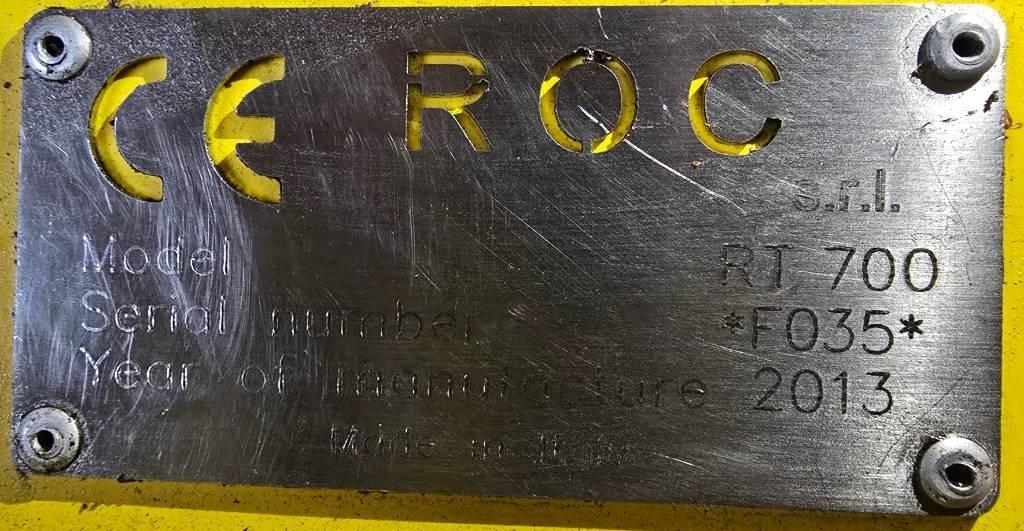 CE ROC
s.r.l.
Model RT 700
Serial number *F035*
Year of manufacture 2013
Made in Italy